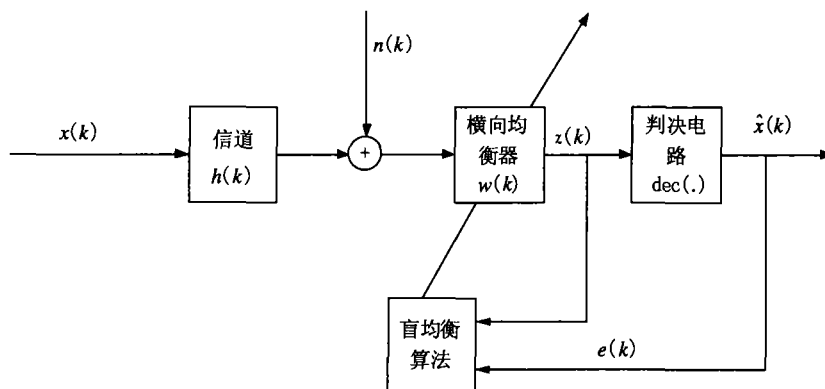 n(k)
x(k)
信道
h(k)
+
横向均
衡器
w(k)
z(k)
判决电
路
dec(.)
x̂(k)
盲均衡
算法
e(k)